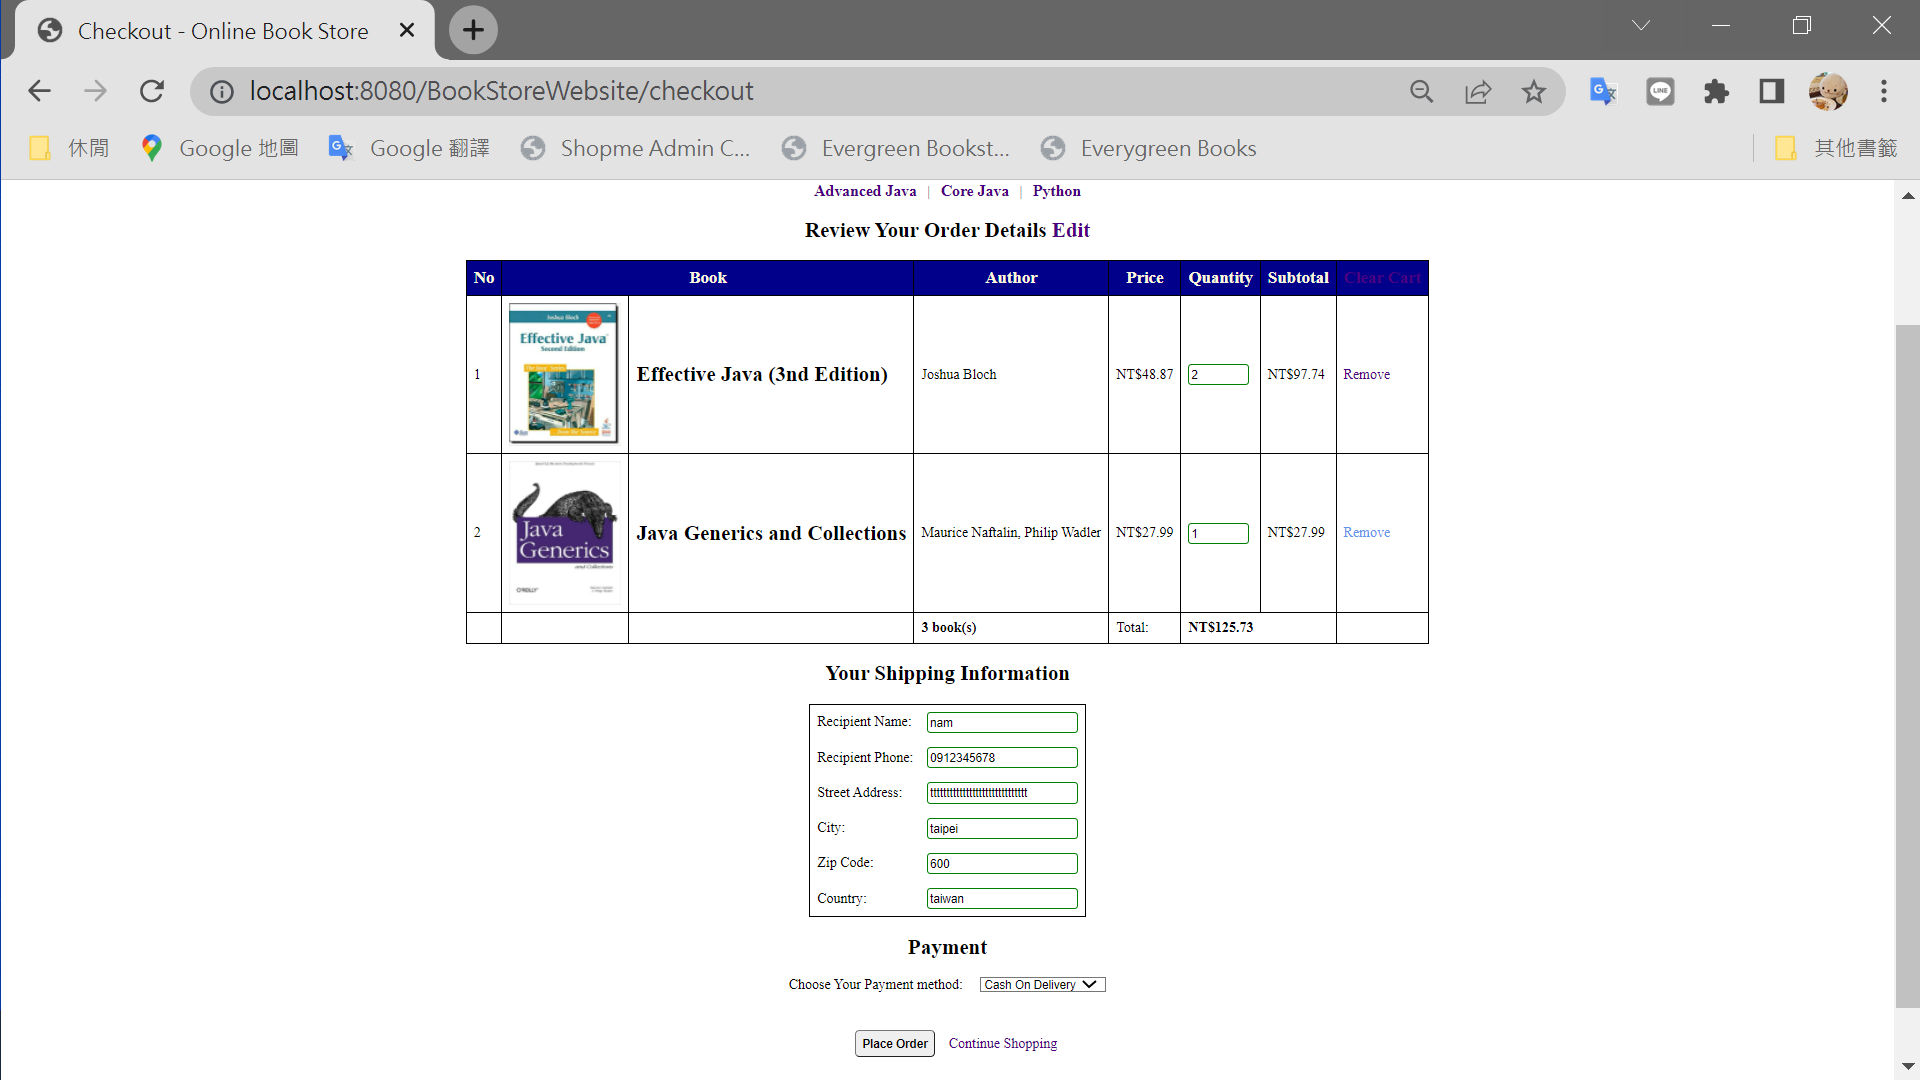 Checkout - Online Book Store
localhost:8080/BookStoreWebsite/checkout
休閒 Google 地圖 Google 翻譯 Shopme Admin C... Evergreen Bookst... Everygreen Books 其他書籤
Advanced Java | Core Java | Python
Review Your Order Details Edit
No Book Author Price Quantity Subtotal Clear Cart
Joshua Bloch
Effective Java
Second Edition
1 Effective Java (3nd Edition) Joshua Bloch NT$48.87 2 NT$97.74 Remove
Java
Generics
and Collections
O'REILLY
2 Java Generics and Collections Maurice Naftalin, Philip Wadler NT$27.99 1 NT$27.99 Remove
3 book(s) Total: NT$125.73
Your Shipping Information
Recipient Name: nam
Recipient Phone: 0912345678
Street Address:
City: taipei
Zip Code: 600
Country: taiwan
Payment
Choose Your Payment method: Cash On Delivery
Place Order Continue Shopping